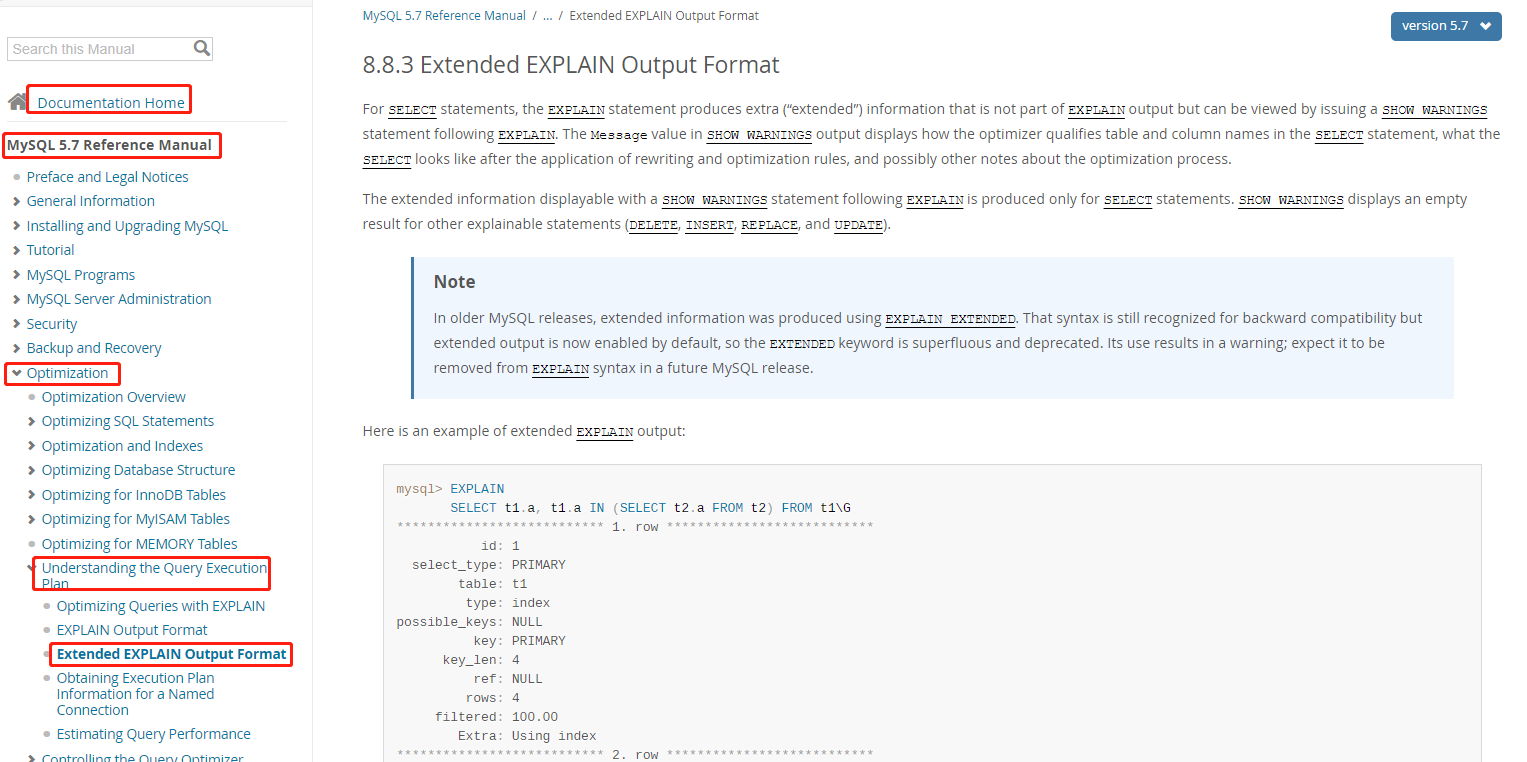 Search this Manual
Documentation Home
MySQL 5.7 Reference Manual
Preface and Legal Notices
General Information
Installing and Upgrading MySQL
Tutorial
MySQL Programs
MySQL Server Administration
Security
Backup and Recovery
Optimization
Optimization Overview
Optimizing SQL Statements
Optimization and Indexes
Optimizing Database Structure
Optimizing for InnoDB Tables
Optimizing for MyISAM Tables
Optimizing for MEMORY Tables
Understanding the Query Execution
Plan
Optimizing Queries with EXPLAIN
EXPLAIN Output Format
Extended EXPLAIN Output Format
Obtaining Execution Plan
Information for a Named
Connection
Estimating Query Performance
Controlling the Query Optimizer
MySQL 5.7 Reference Manual / ... / Extended EXPLAIN Output Format
version 5.7
8.8.3 Extended EXPLAIN Output Format
For SELECT statements, the EXPLAIN statement produces extra (“extended”) information that is not part of EXPLAIN output but can be viewed by issuing a SHOW WARNINGS
statement following EXPLAIN. The Message value in SHOW WARNINGS output displays how the optimizer qualifies table and column names in the SELECT statement, what the
SELECT looks like after the application of rewriting and optimization rules, and possibly other notes about the optimization process.
The extended information displayable with a SHOW WARNINGS statement following EXPLAIN is produced only for SELECT statements. SHOW WARNINGS displays an empty
result for other explainable statements (DELETE, INSERT, REPLACE, and UPDATE).
Note
In older MySQL releases, extended information was produced using EXPLAIN EXTENDED. That syntax is still recognized for backward compatibility but
extended output is now enabled by default, so the EXTENDED keyword is superfluous and deprecated. Its use results in a warning; expect it to be
removed from EXPLAIN syntax in a future MySQL release.
Here is an example of extended EXPLAIN output:
mysql> EXPLAIN
SELECT t1.a, t1.a IN (SELECT t2.a FROM t2) FROM t1\G
*************************** 1. row ***************************
id: 1
select_type: PRIMARY
table: t1
type: index
possible_keys: NULL
key: PRIMARY
key_len: 4
ref: NULL
rows: 4
filtered: 100.00
Extra: Using index
*************************** 2. row ***************************